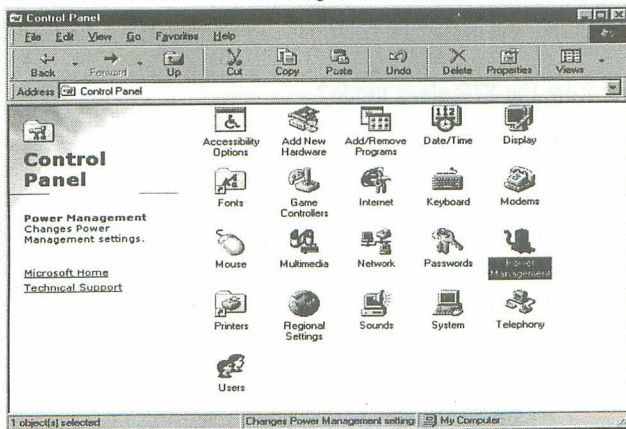 Control Panel
File Edit View Go Favorites Help
Back Forward Up Cut Copy Paste Undo Delete Properties Views
Address Control Panel
Control
Panel
Power Management
Changes Power
Management settings.
Microsoft Home
Technical Support
Accessibility Options
Add New Hardware
Add/Remove Programs
Date/Time
Display
Fonts
Game Controllers
Internet
Keyboard
Modems
Mouse
Multimedia
Network
Passwords
Power Management
Printers
Regional Settings
Sounds
System
Telephony
Users
1 object(s) selected Changes Power Management setting My Computer